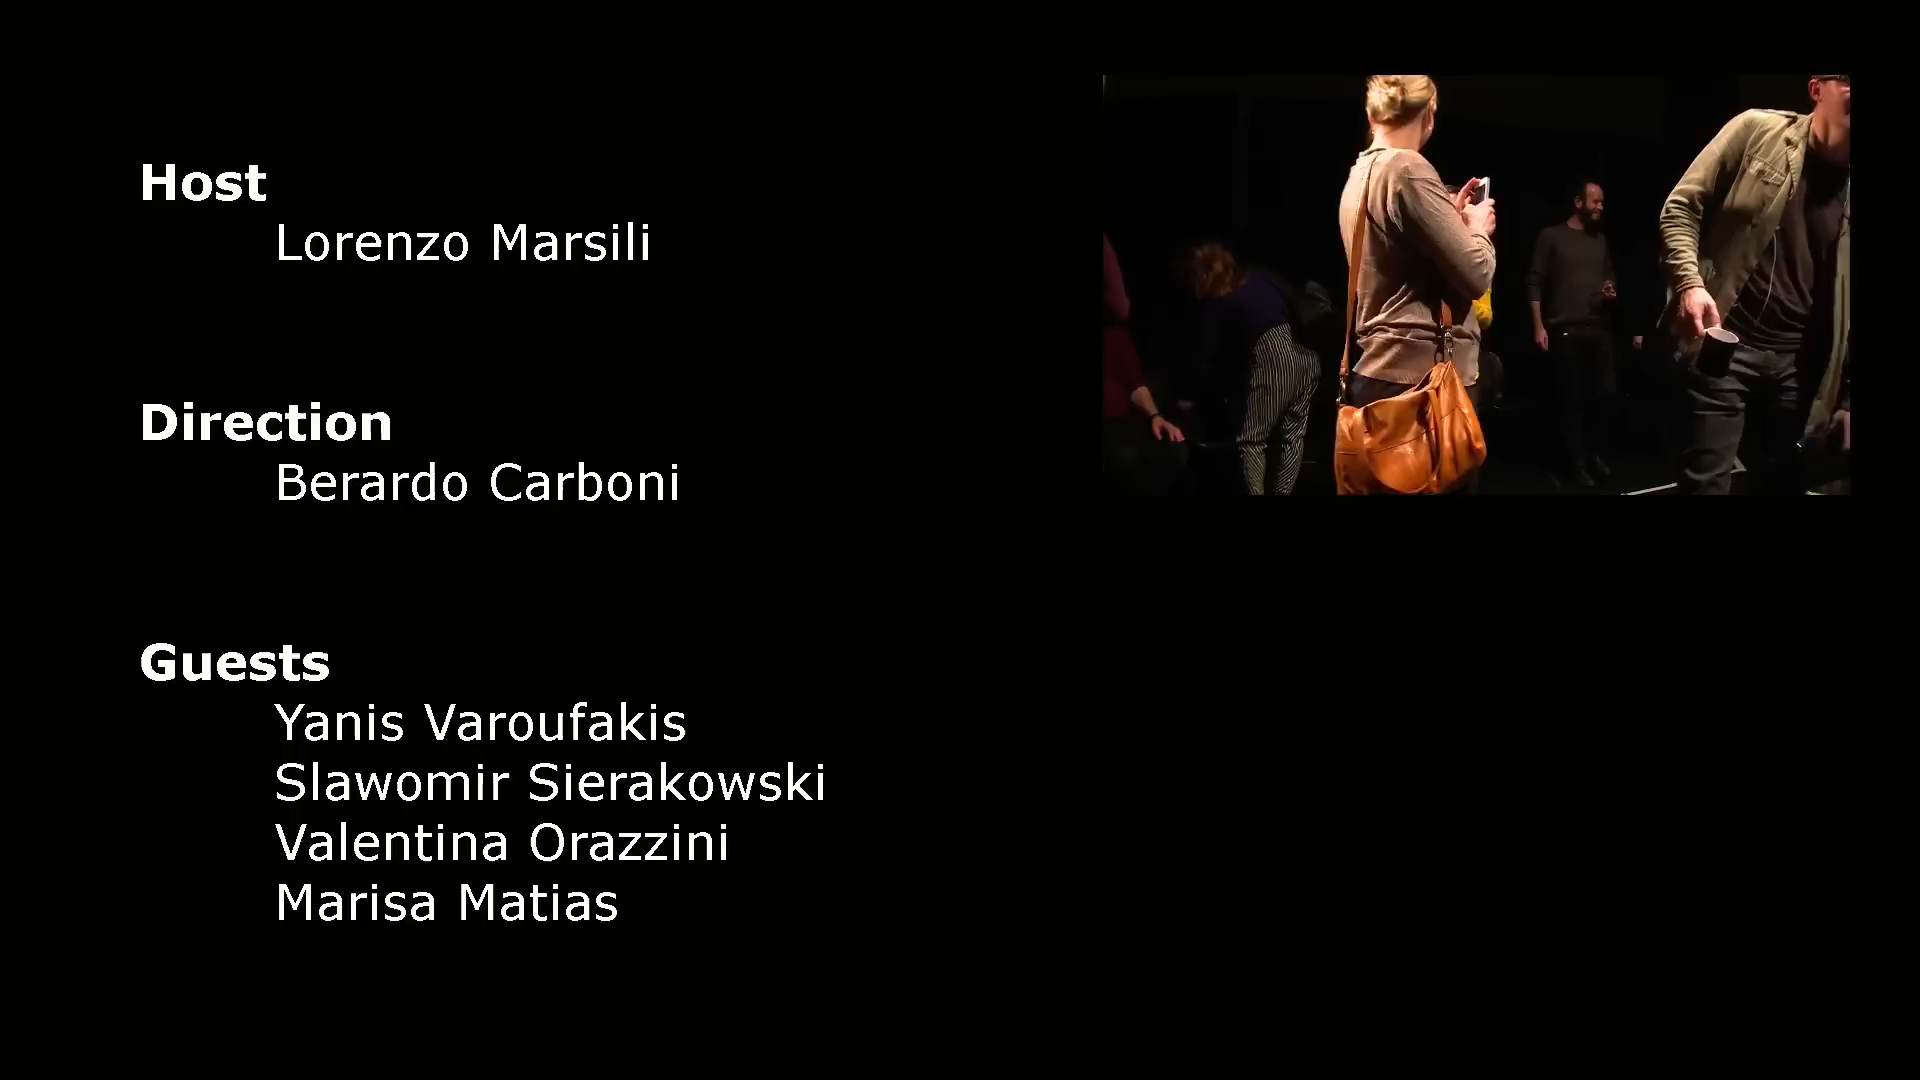 Host
Lorenzo Marsili
Direction
Berardo Carboni
Guests
Yanis Varoufakis
Slawomir Sierakowski
Valentina Orazzini
Marisa Matias